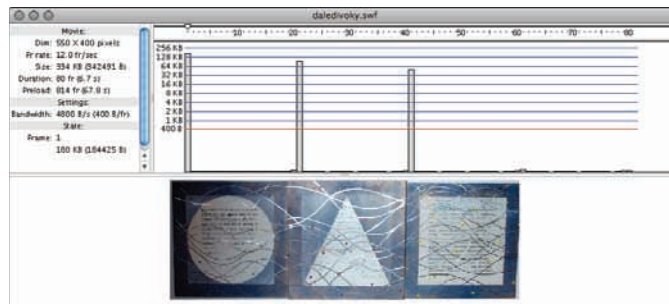 daledivoky.swf
Movie:
Dim: 550 X 400 pixels
Fr rate: 12.0 fr/sec
Size: 334 KB (342491 B)
Duration: 80 fr (6.7 s)
Preload: 814 fr (67.8 s)
Settings:
Bandwidth: 4800 B/s (400 B/fr)
State:
Frame: 1
180 KB (184425 B)
10 20 30 40 50 60 70 80
256 KB
128 KB
64 KB
32 KB
16 KB
8 KB
4 KB
2 KB
1 KB
400 B